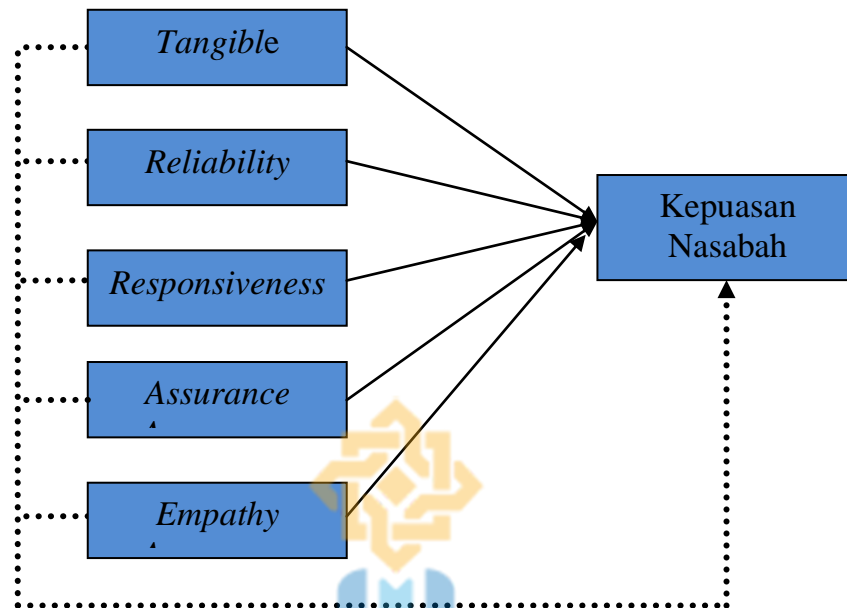 Tangible
Reliability
Responsiveness
Assurance
Empathy
Kepuasan
Nasabah